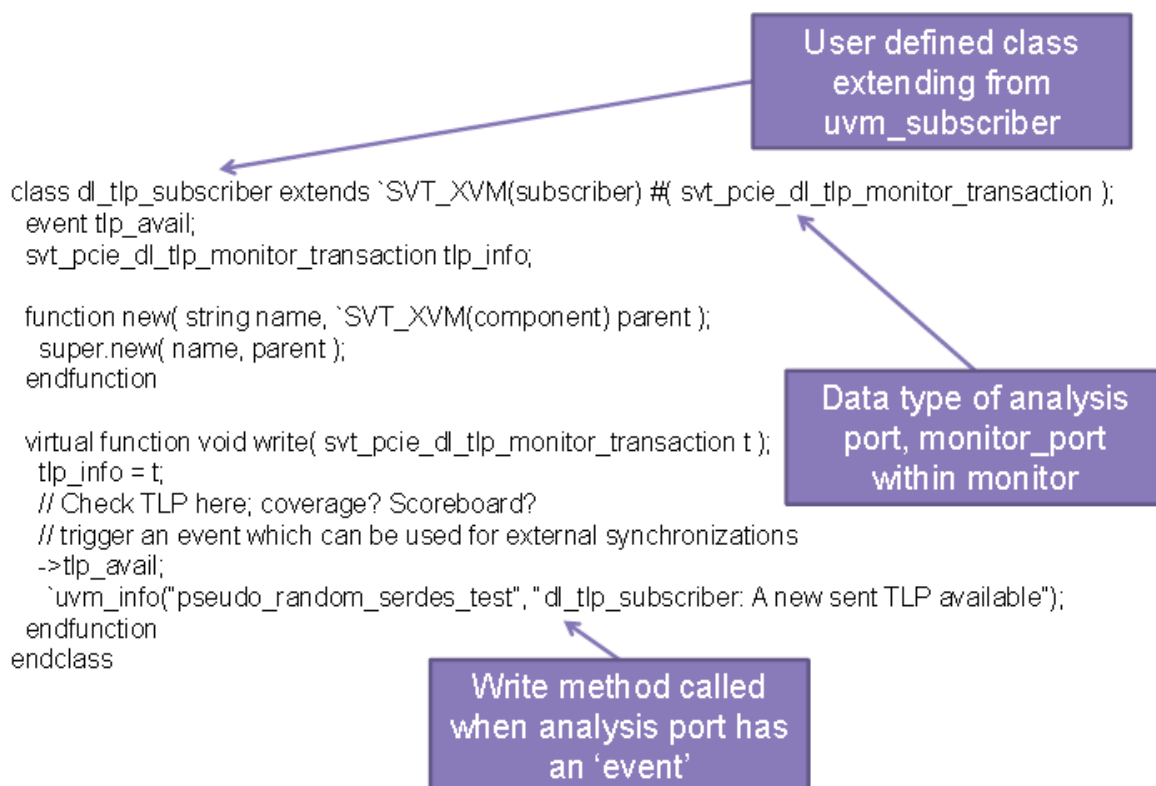 User defined class
extending from
uvm_subscriber
class dl_tlp_subscriber extends `SVT_XVM(subscriber) #( svt_pcie_dl_tlp_monitor_transaction );
event tlp_avail;
svt_pcie_dl_tlp_monitor_transaction tlp_info;
function new( string name, `SVT_XVM(component) parent );
super.new( name, parent );
endfunction
Data type of analysis
port, monitor_port
within monitor
virtual function void write( svt_pcie_dl_tlp_monitor_transaction t );
tlp_info = t;
// Check TLP here; coverage? Scoreboard?
// trigger an event which can be used for external synchronizations
->tlp_avail;
`uvm_info("pseudo_random_serdes_test", "dl_tlp_subscriber: A new sent TLP available");
endfunction
endclass
Write method called
when analysis port has
an ‘event’